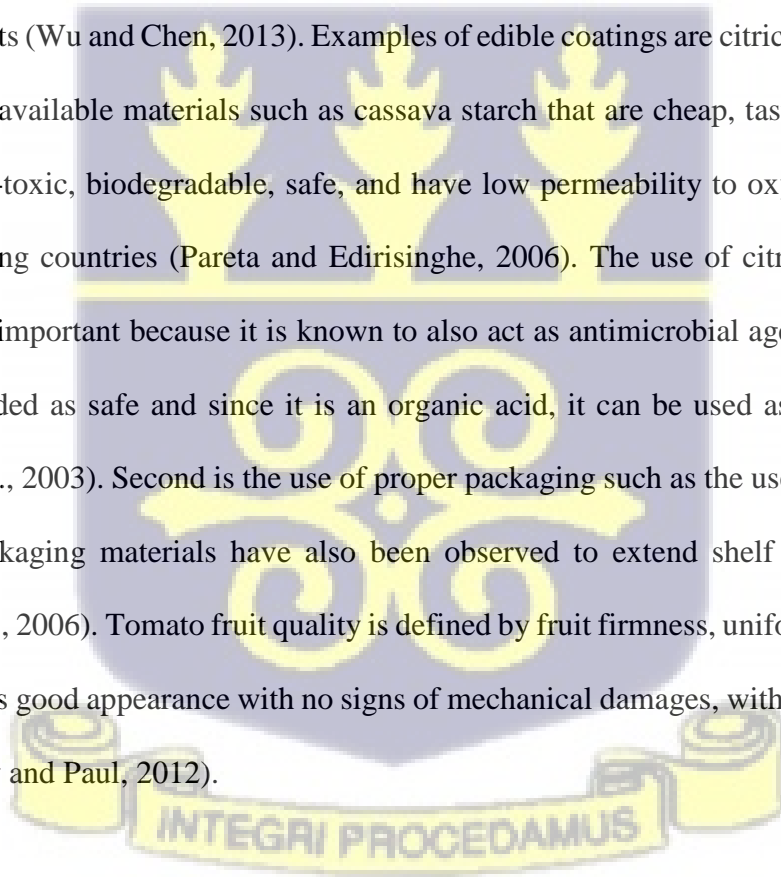 ts (Wu and Chen, 2013). Examples of edible coatings are citric
available materials such as cassava starch that are cheap, tas
-toxic, biodegradable, safe, and have low permeability to ox
ng countries (Pareta and Edirisinghe, 2006). The use of citr
important because it is known to also act as antimicrobial age
ded as safe and since it is an organic acid, it can be used as
., 2003). Second is the use of proper packaging such as the use
kaging materials have also been observed to extend shelf
, 2006). Tomato fruit quality is defined by fruit firmness, unifo
s good appearance with no signs of mechanical damages, with
and Paul, 2012).
INTEGRI PROCEDAMUS